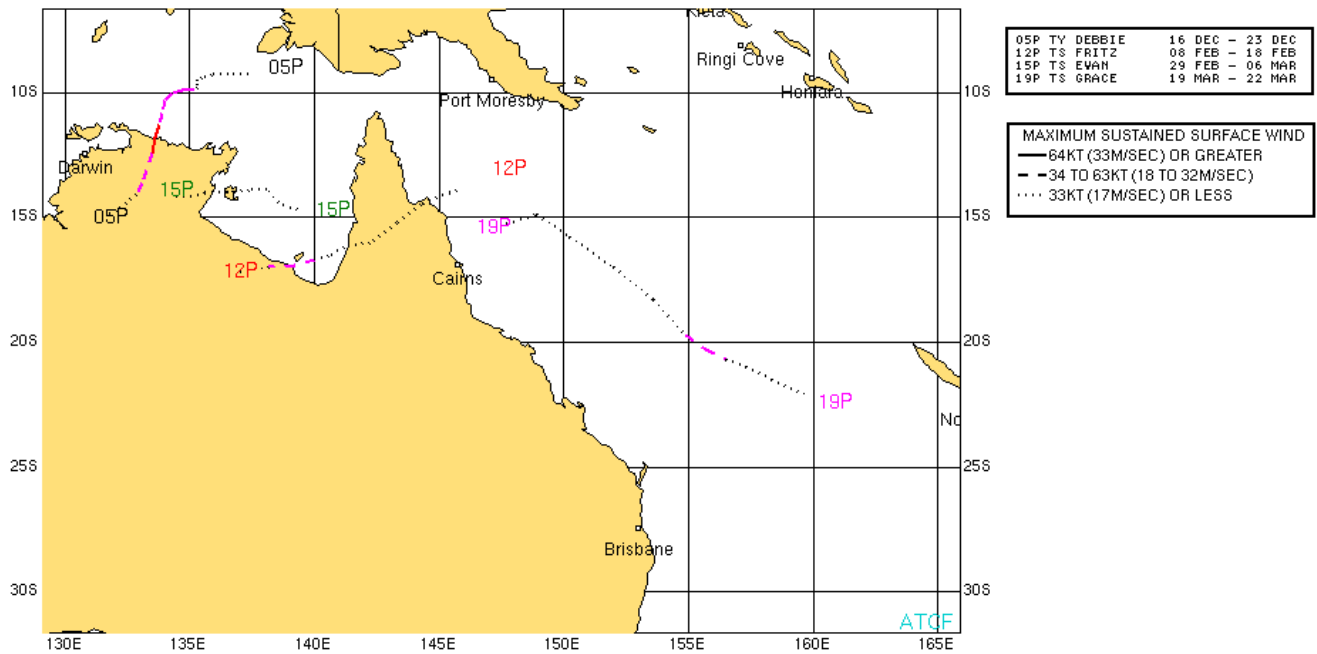 Kieta
05P
Ringi Cove
10S
Port Moresby
Honiara
10S
Darwin
12P
15P
15P
05P
15S
19P
15S
12P
Cairns
20S
20S
19P
25S
25S
Brisbane
30S
30S
ATCF
130E 135E 140E 145E 150E 155E 160E 165E
05P TY DEBBIE 16 DEC - 23 DEC
12P TS FRITZ 08 FEB - 18 FEB
15P TS EWAN 29 FEB - 06 MAR
19P TS GRACE 19 MAR - 22 MAR
MAXIMUM SUSTAINED SURFACE WIND
64KT (33M/SEC) OR GREATER
34 TO 63KT (18 TO 32M/SEC)
33KT (17M/SEC) OR LESS